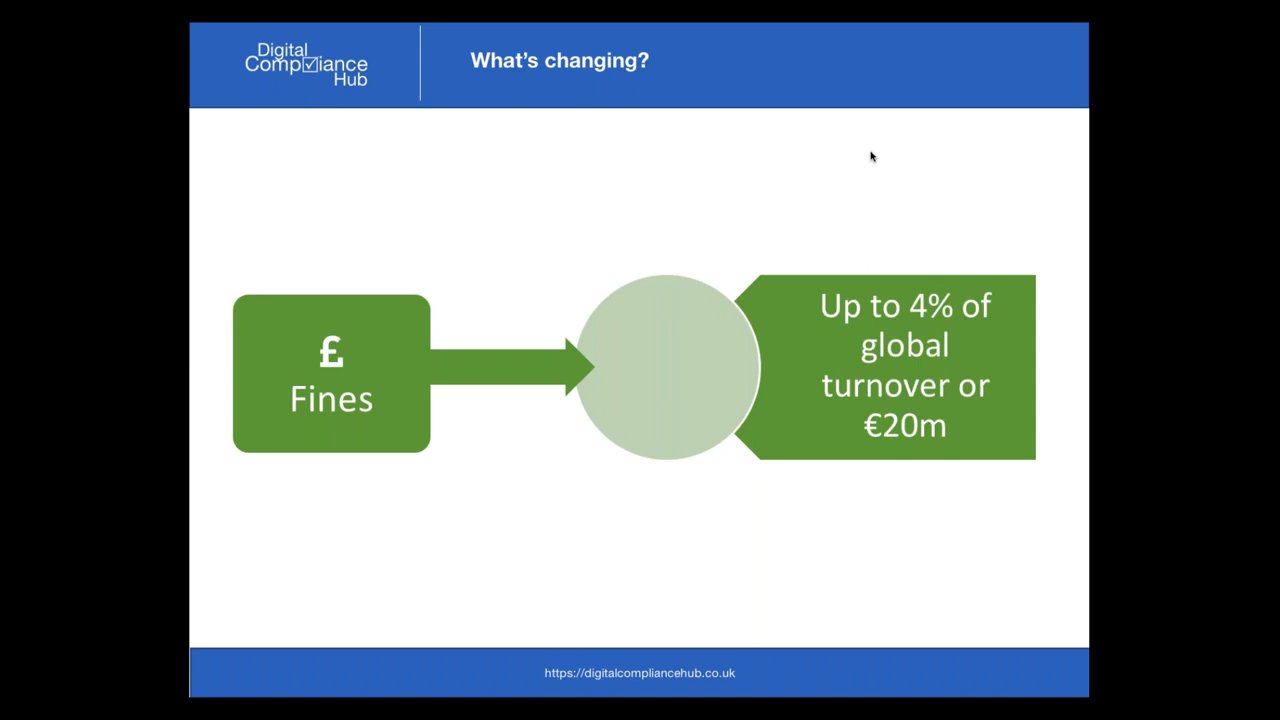 Digital
Compliance
Hub
What’s changing?
£
Fines
Up to 4% of
global
turnover or
€20m
https://digitalcompliancehub.co.uk